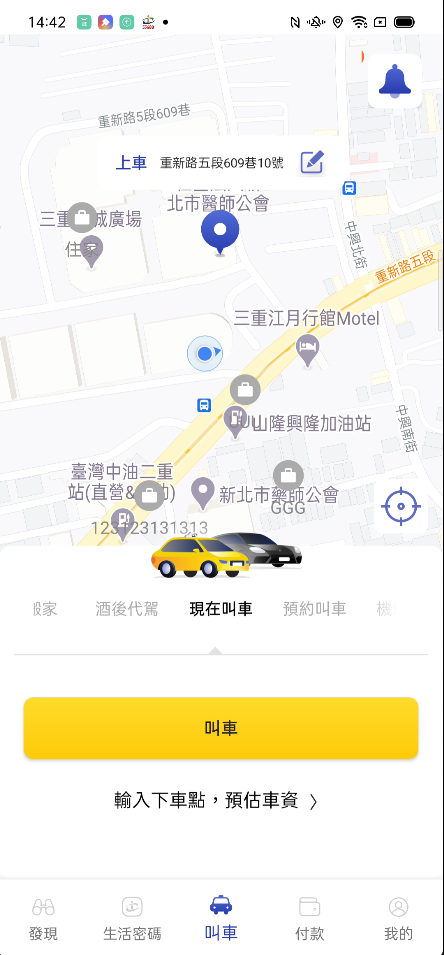 14:42
重新路5段609巷
上車 重新路五段609巷10號
北市醫師公會
三重 城廣場
住家
中興北街
重新路五段
三重江月行館Motel
山隆興隆加油站
中興南街
臺灣中油二重
站(直營& 助)
新北市藥師公會
GGG
123123131313
搬家 酒後代駕 現在叫車 預約叫車 機
叫車
輸入下車點，預估車資 〉
發現 生活密碼 叫車 付款 我的